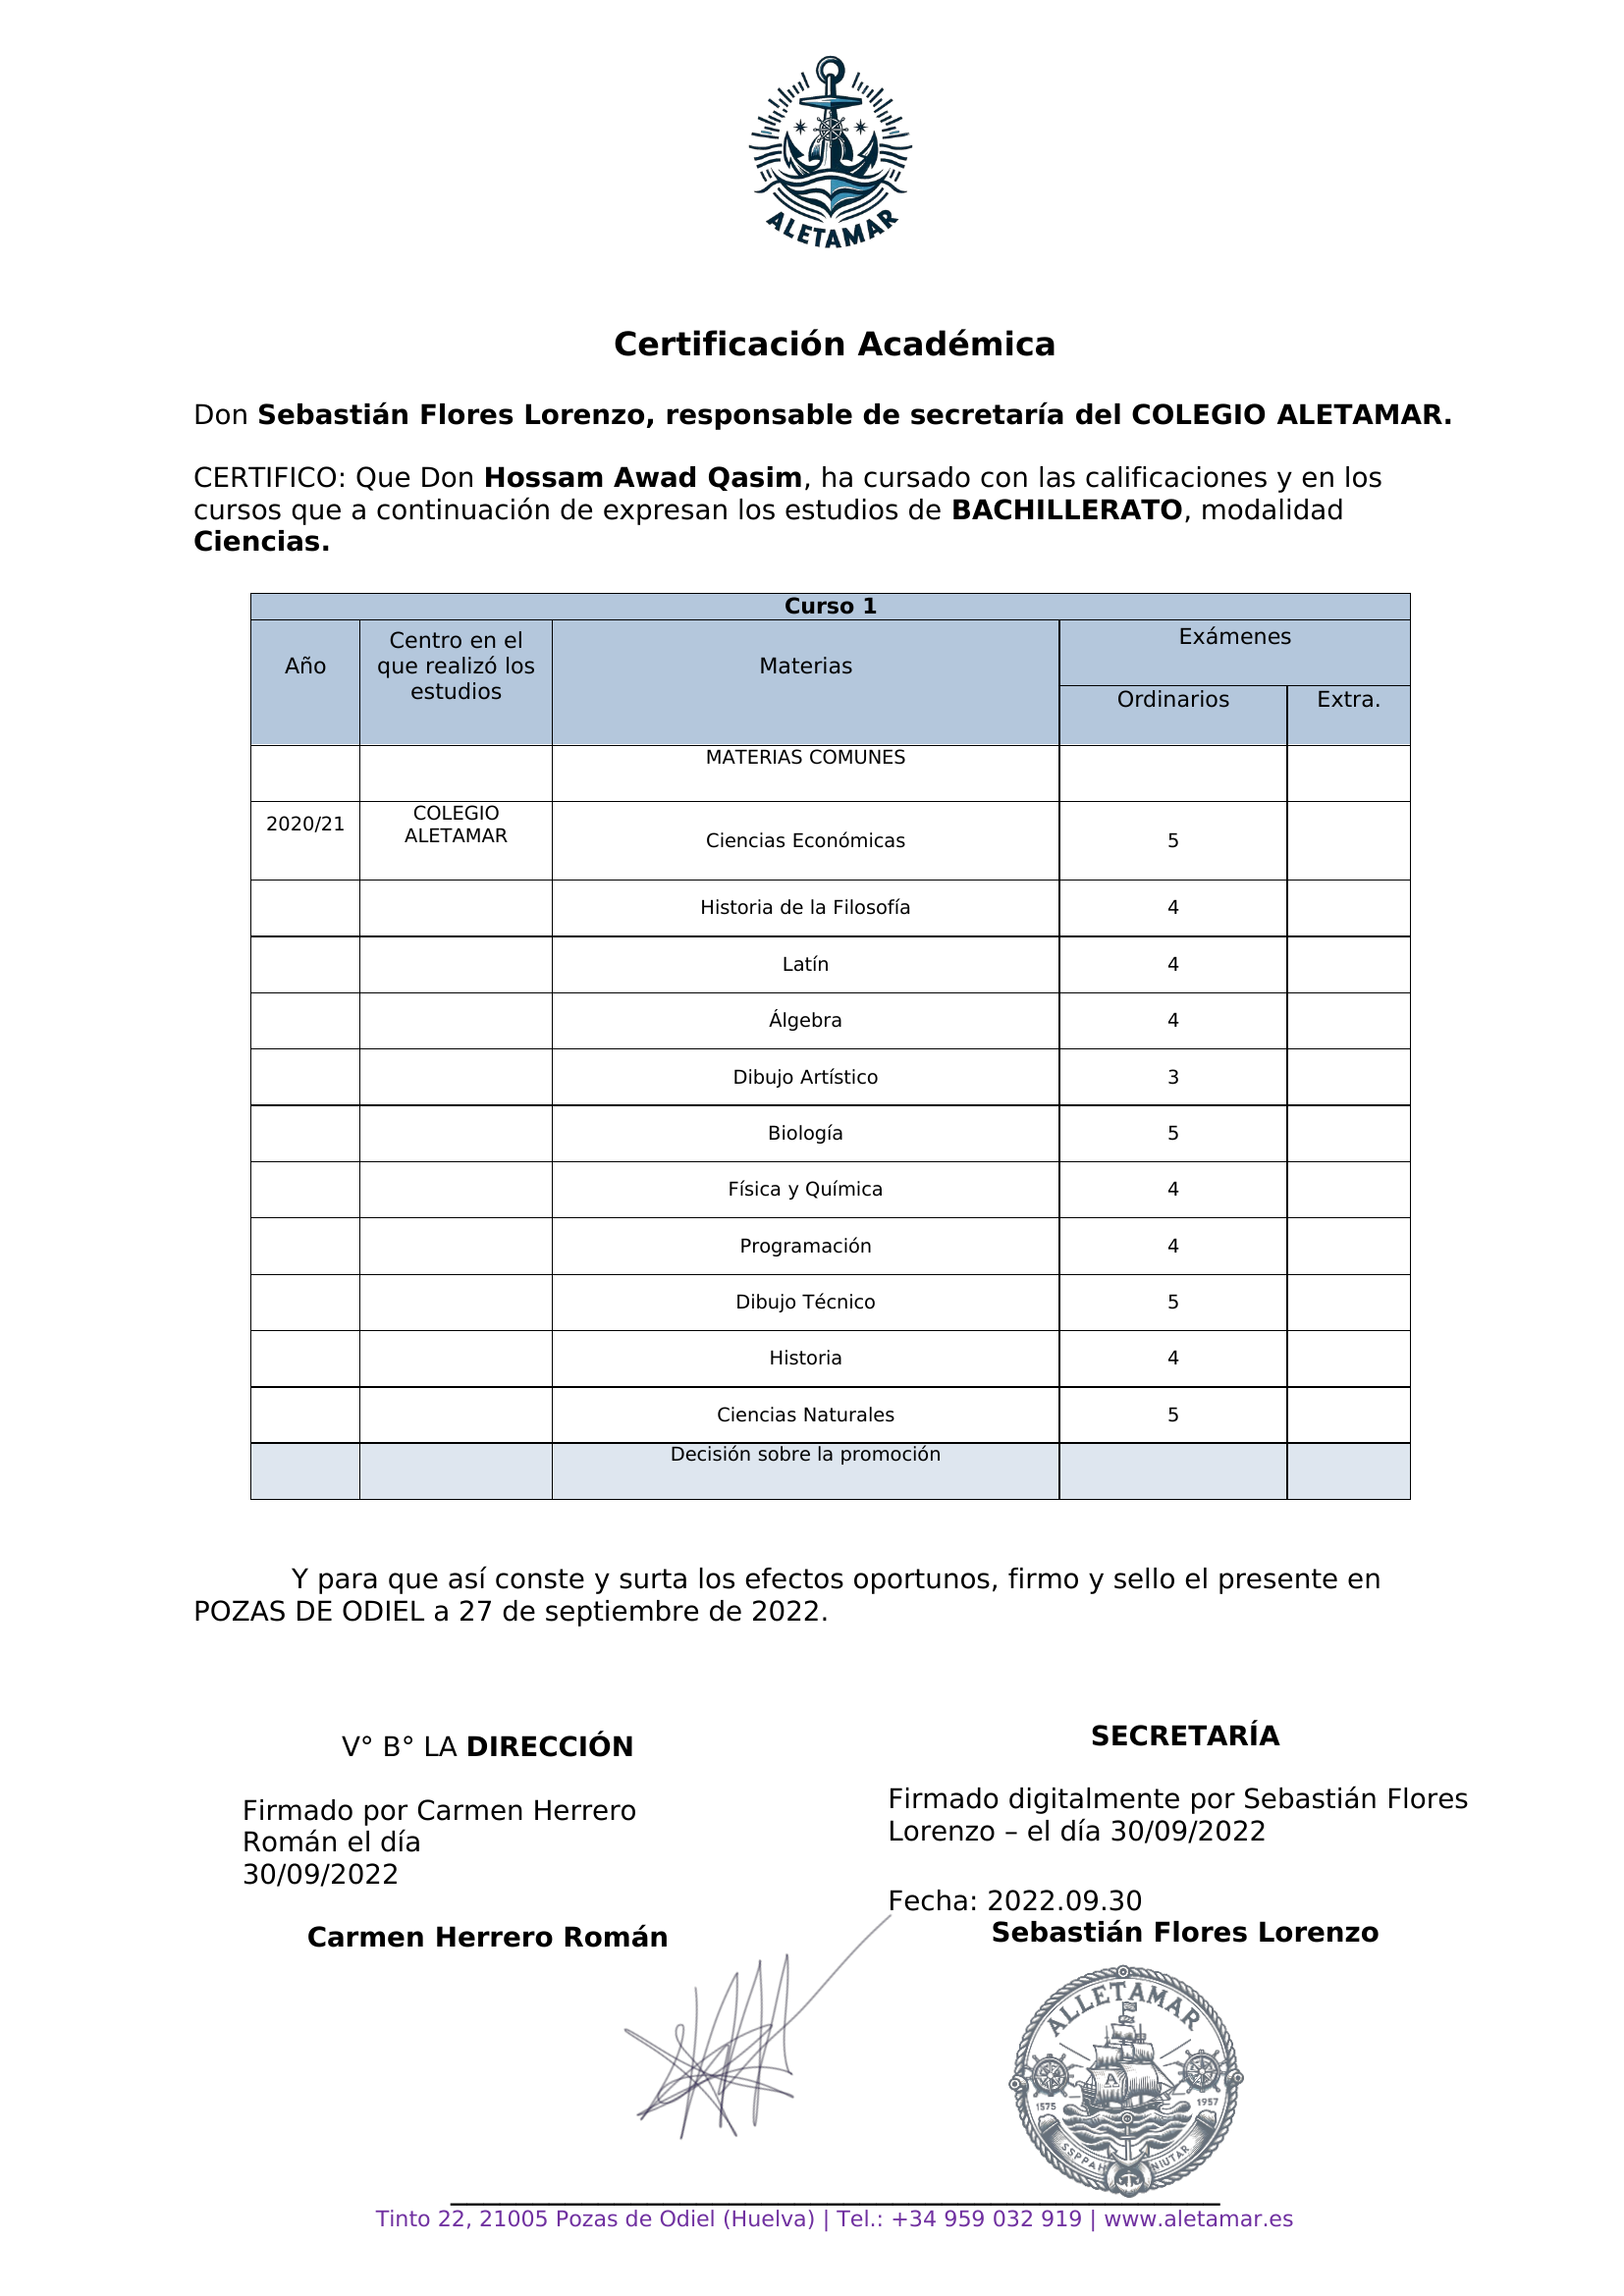 ALETAMAR
Certificación Académica
Don Sebastián Flores Lorenzo, responsable de secretaría del COLEGIO ALETAMAR.
CERTIFICO: Que Don Hossam Awad Qasim, ha cursado con las calificaciones y en los
cursos que a continuación de expresan los estudios de BACHILLERATO, modalidad
Ciencias.
Curso 1
Año
Centro en el
que realizó los
estudios
Materias
Exámenes
Ordinarios
Extra.
MATERIAS COMUNES
2020/21
COLEGIO
ALETAMAR
Ciencias Económicas 5
Historia de la Filosofía 4
Latín 4
Álgebra 4
Dibujo Artístico 3
Biología 5
Física y Química 4
Programación 4
Dibujo Técnico 5
Historia 4
Ciencias Naturales 5
Decisión sobre la promoción
Y para que así conste y surta los efectos oportunos, firmo y sello el presente en
POZAS DE ODIEL a 27 de septiembre de 2022.
V° B° LA DIRECCIÓN
Firmado por Carmen Herrero
Román el día
30/09/2022
Carmen Herrero Román
SECRETARÍA
Firmado digitalmente por Sebastián Flores
Lorenzo – el día 30/09/2022
Fecha: 2022.09.30
Sebastián Flores Lorenzo
ALLETAMAR
A
1575
1957
SSPPAH
NIUTAR
Tinto 22, 21005 Pozas de Odiel (Huelva) | Tel.: +34 959 032 919 | www.aletamar.es